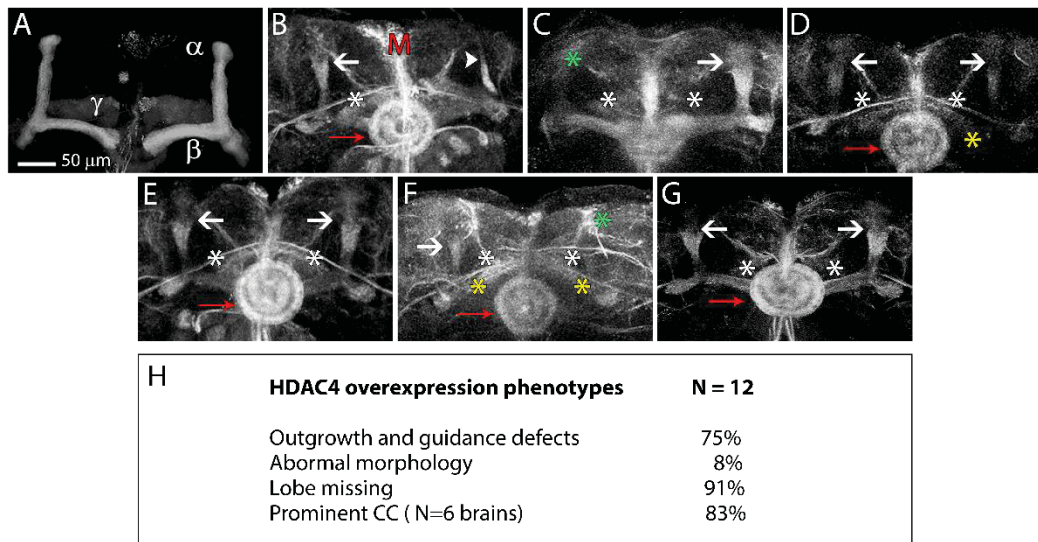 A
α
γ
β
50 μm
B
M
*
C
*
*
*
D
*
*
*
E
*
*
F
*
*
*
*
*
G
*
*
H
HDAC4 overexpression phenotypes N = 12
Outgrowth and guidance defects 75%
Abormal morphology 8%
Lobe missing 91%
Prominent CC ( N=6 brains) 83%